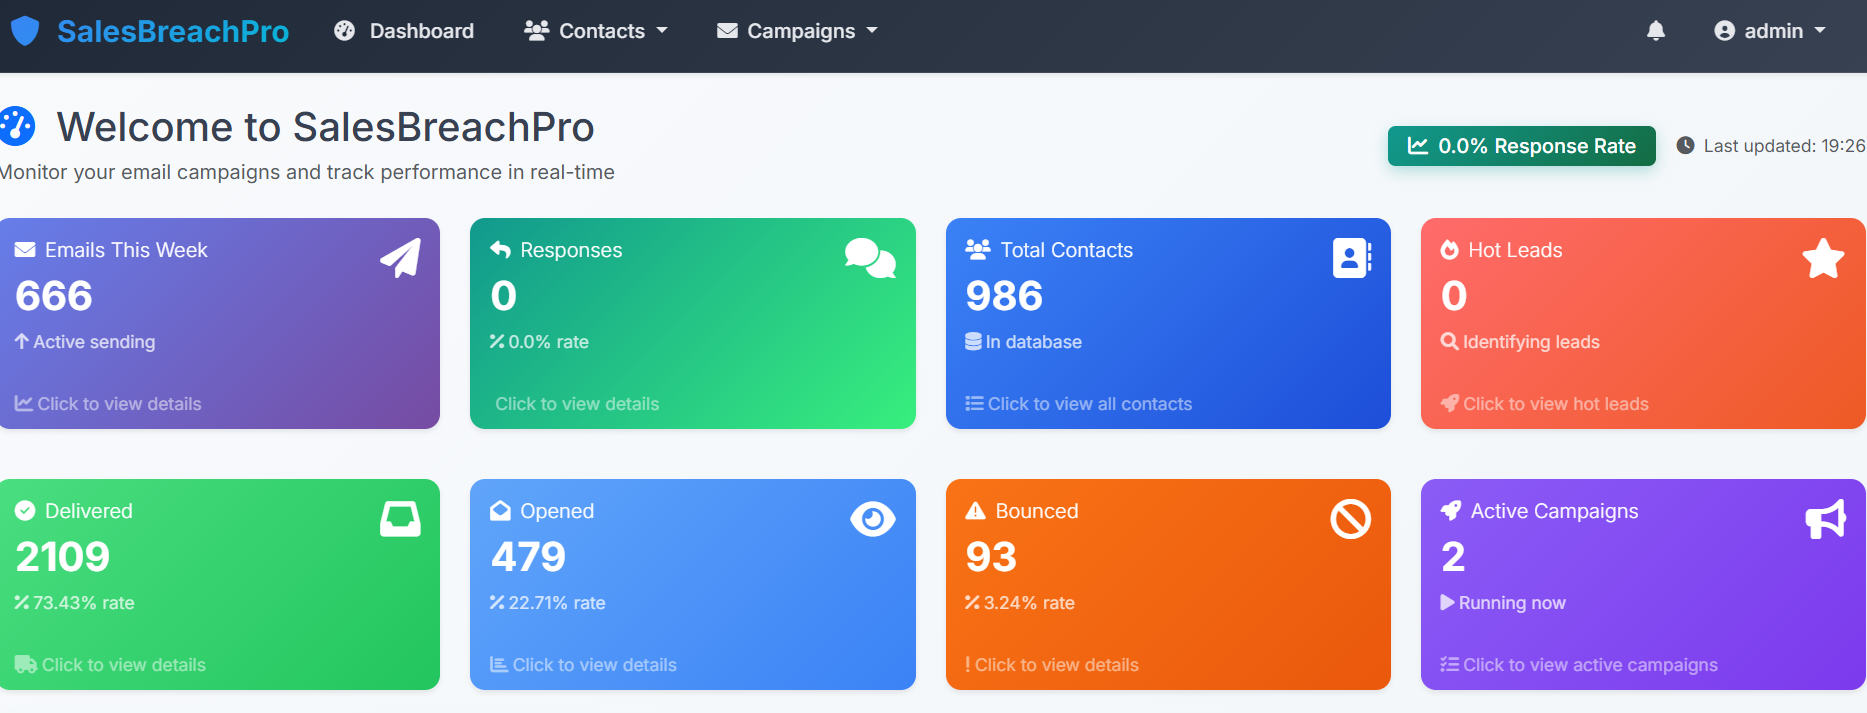 SalesBreachPro Dashboard Contacts Campaigns admin
Welcome to SalesBreachPro
Monitor your email campaigns and track performance in real-time
0.0% Response Rate
Last updated: 19:26
Emails This Week
666
Active sending
Click to view details
Responses
0
% 0.0% rate
Click to view details
Total Contacts
986
In database
Click to view all contacts
Hot Leads
0
Identifying leads
Click to view hot leads
Delivered
2109
% 73.43% rate
Click to view details
Opened
479
% 22.71% rate
Click to view details
Bounced
93
% 3.24% rate
! Click to view details
Active Campaigns
2
Running now
Click to view active campaigns